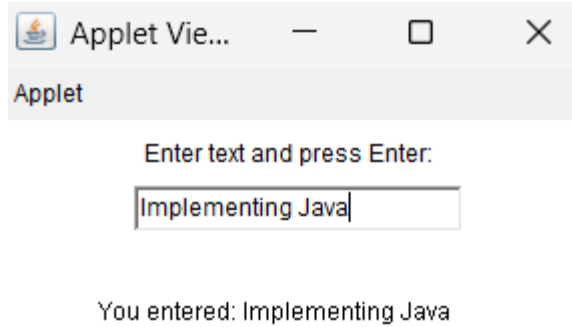 Applet Vie...
Applet
Enter text and press Enter:
Implementing Java
You entered: Implementing Java